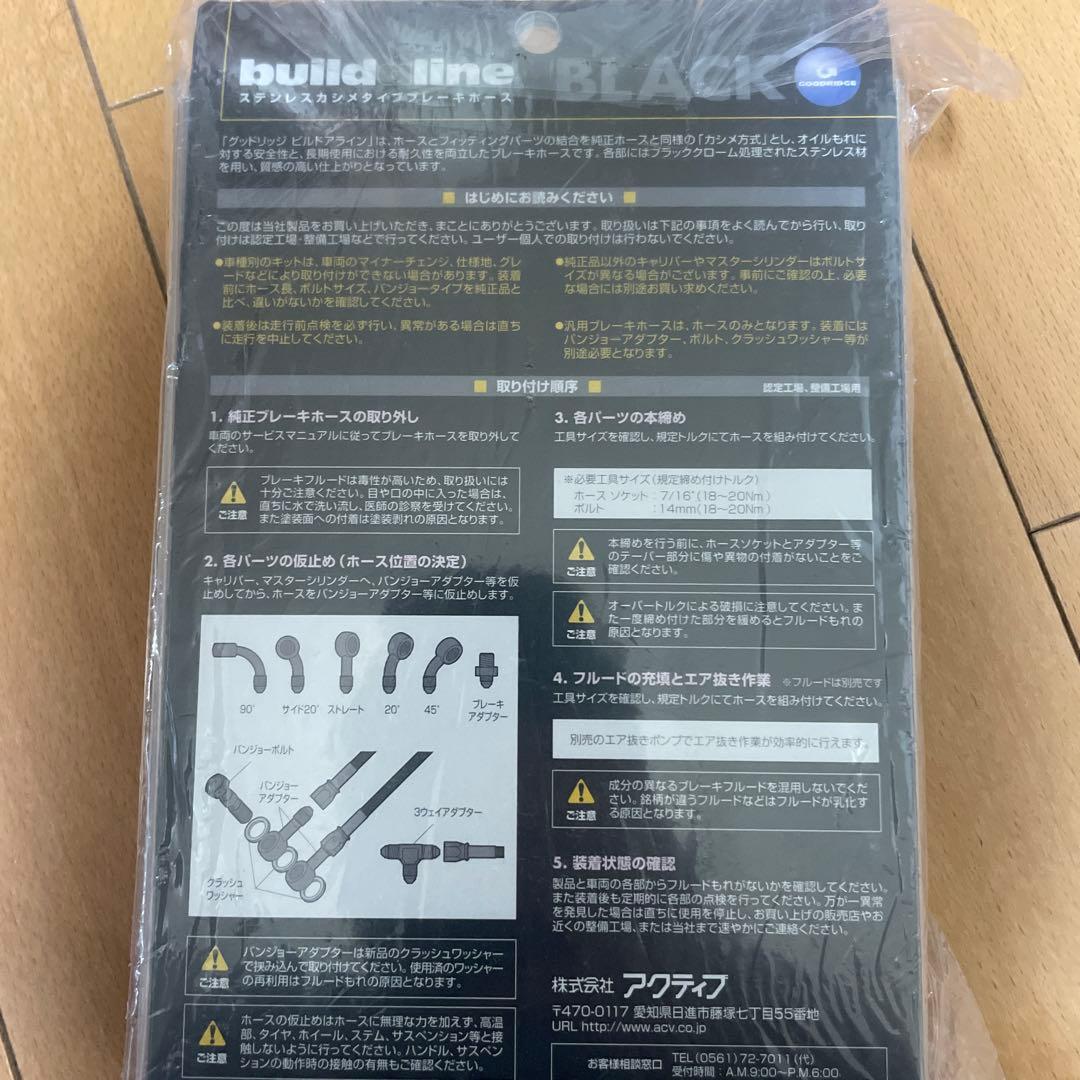 build a line BLACK
GOODRIDGE
ステンレスカシメタイプブレーキホース
「グッドリッジ ビルドアライン」は、ホースとフィッティングパーツの結合を純正ホースと同様の「カシメ方式」とし、オイルもれに
対する安全性と、長期使用における耐久性を両立したブレーキホースです。各部にはブラッククローム処理されたステンレス材
を用い、質感の高い仕上がりとなっています。
はじめにお読みください
この度は当社製品をお買い上げいただき、まことにありがとうございます。取り扱いは下記の事項をよく読んでから行い、取り
付けは認定工場・整備工場などで行ってください。ユーザー個人での取り付けは行わないでください。
●車種別のキットは、車両のマイナーチェンジ、仕様地、グレ
ードなどにより取り付けができない場合があります。装着
前にホース長、ボルトサイズ、バンジョータイプを純正品と
比べ、違いがないかを確認してください。
●装着後は走行前点検を必ず行い、異常がある場合は直ち
に走行を中止してください。
●純正品以外のキャリパーやマスターシリンダーはボルトサ
イズが異なる場合がございます。事前にご確認の上、必要
な場合には別途お買い求めください。
●汎用ブレーキホースは、ホースのみとなります。装着には
バンジョーアダプター、ボルト、クラッシュワッシャー等が
別途必要となります。
取り付け順序
認定工場、整備工場用
1. 純正ブレーキホースの取り外し
車両のサービスマニュアルに従ってブレーキホースを取り外して
ください。
ご注意
ブレーキフルードは毒性が高いため、取り扱いには
十分ご注意ください。目や口の中に入った場合は、
直ちに水で洗い流し、医師の診察を受けてください。
また塗装面への付着は塗装剥れの原因となります。
2. 各パーツの仮止め（ホース位置の決定）
キャリパー、マスターシリンダーへ、バンジョーアダプター等を仮
止めしてから、ホースをバンジョーアダプター等に仮止めします。
90°
サイド20°
ストレート
20°
45°
ブレーキ
アダプター
バンジョーボルト
バンジョー
アダプター
3ウェイアダプター
クラッシュ
ワッシャー
ご注意
バンジョーアダプターは新品のクラッシュワッシャー
で挟み込んで取り付けてください。使用済のワッシャー
の再利用はフルードもれの原因となります。
ご注意
ホースの仮止めはホースに無理な力を加えず、高温
部、タイヤ、ホイール、ステム、サスペンション等と接
触しないように行ってください。ハンドル、サスペン
ションの動作時の接触の有無もご確認ください。
3. 各パーツの本締め
工具サイズを確認し、規定トルクにてホースを組み付けてください。
※必要工具サイズ（規定締め付けトルク）
ホース ソケット：7/16"（18〜20Nm）
ボルト ：14mm（18〜20Nm）
ご注意
本締めを行う前に、ホースソケットとアダプター等
のテーパー部分に傷や異物の付着がないことをご
確認ください。
ご注意
オーバートルクによる破損に注意してください。ま
た一度締め付けた部分を緩めるとフルードもれの
原因となります。
4. フルードの充填とエア抜き作業 ※フルードは別売です
工具サイズを確認し、規定トルクにてホースを組み付けてください。
別売のエア抜きポンプでエア抜き作業が効率的に行えます。
ご注意
成分の異なるブレーキフルードを混用しないでくだ
さい。銘柄が違うフルードなどはフルードが乳化す
る原因となります。
5. 装着状態の確認
製品と車両の各部からフルードもれがないかを確認してください。
また装着後も定期的に各部の点検を行ってください。万が一異常
を発見した場合は直ちに使用を停止し、お買い上げの販売店やお
近くの整備工場、または当社まで速やかにご連絡ください。
株式会社 アクティブ
〒470-0117 愛知県日進市藤塚七丁目55番地
URL http://www.acv.co.jp
お客様相談窓口
TEL（0561）72-7011（代）
受付時間：A.M.9:00〜P.M.6:00